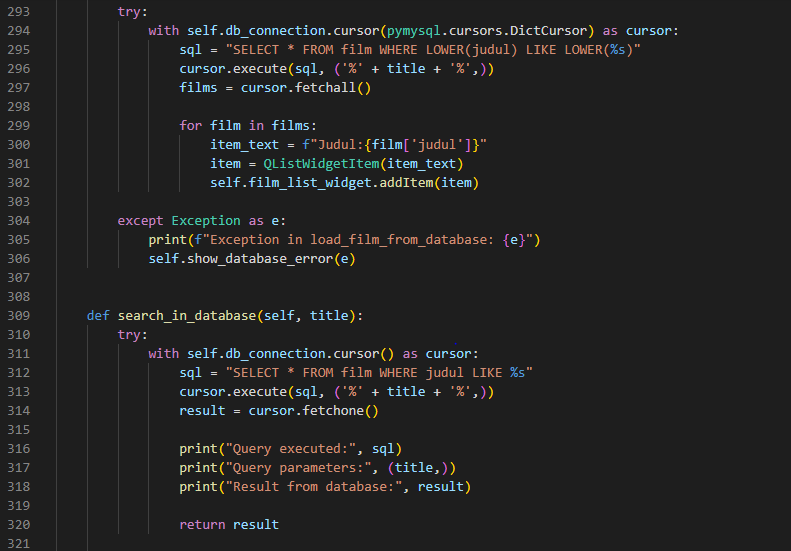 293 try:
294 with self.db_connection.cursor(pymysql.cursors.DictCursor) as cursor:
295 sql = "SELECT * FROM film WHERE LOWER(judul) LIKE LOWER(%s)"
296 cursor.execute(sql, ('%' + title + '%',))
297 films = cursor.fetchall()
298
299 for film in films:
300 item_text = f"Judul:{film['judul']}"
301 item = QListWidgetItem(item_text)
302 self.film_list_widget.addItem(item)
303
304 except Exception as e:
305 print(f"Exception in load_film_from_database: {e}")
306 self.show_database_error(e)
307
308
309 def search_in_database(self, title):
310 try:
311 with self.db_connection.cursor() as cursor:
312 sql = "SELECT * FROM film WHERE judul LIKE %s"
313 cursor.execute(sql, ('%' + title + '%',))
314 result = cursor.fetchone()
315
316 print("Query executed:", sql)
317 print("Query parameters:", (title,))
318 print("Result from database:", result)
319
320 return result
321